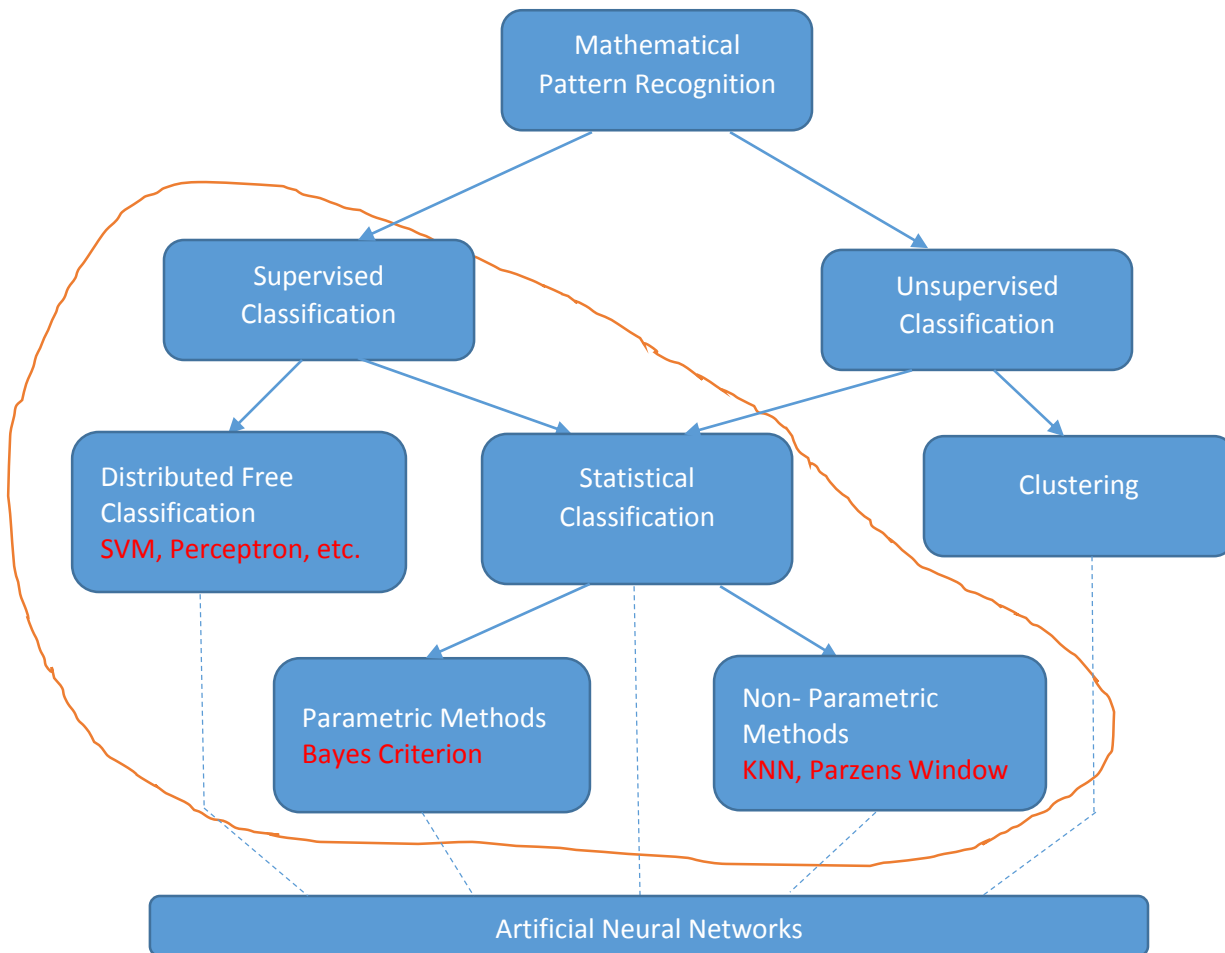 Mathematical
Pattern Recognition
Supervised
Classification
Unsupervised
Classification
Distributed Free
Classification
SVM, Perceptron, etc.
Statistical
Classification
Clustering
Parametric Methods
Bayes Criterion
Non- Parametric
Methods
KNN, Parzens Window
Artificial Neural Networks